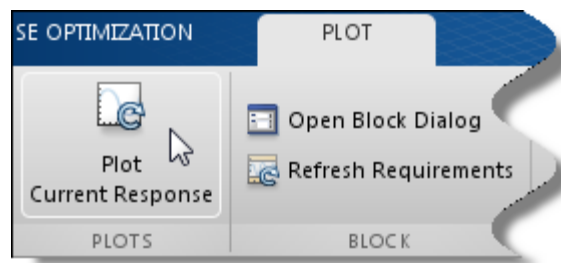 SE OPTIMIZATION PLOT
Plot
Current Response
Open Block Dialog
Refresh Requirements
PLOTS BLOCK